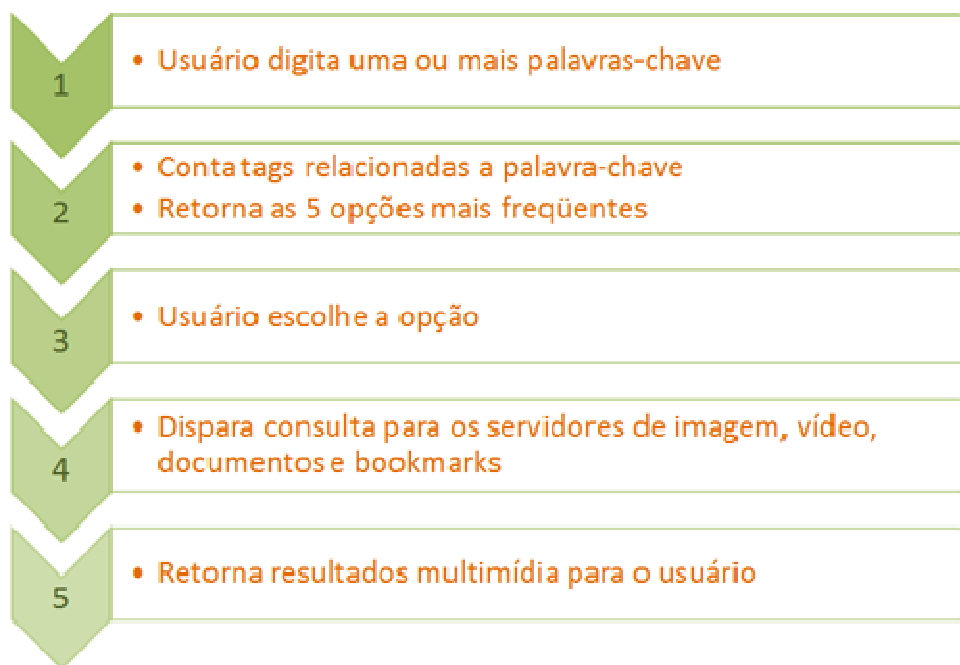 1
• Usuário digita uma ou mais palavras-chave
2
• Conta tags relacionadas a palavra-chave
• Retorna as 5 opções mais freqüentes
3
• Usuário escolhe a opção
4
• Dispara consulta para os servidores de imagem, vídeo,
documentos e bookmarks
5
• Retorna resultados multimídia para o usuário